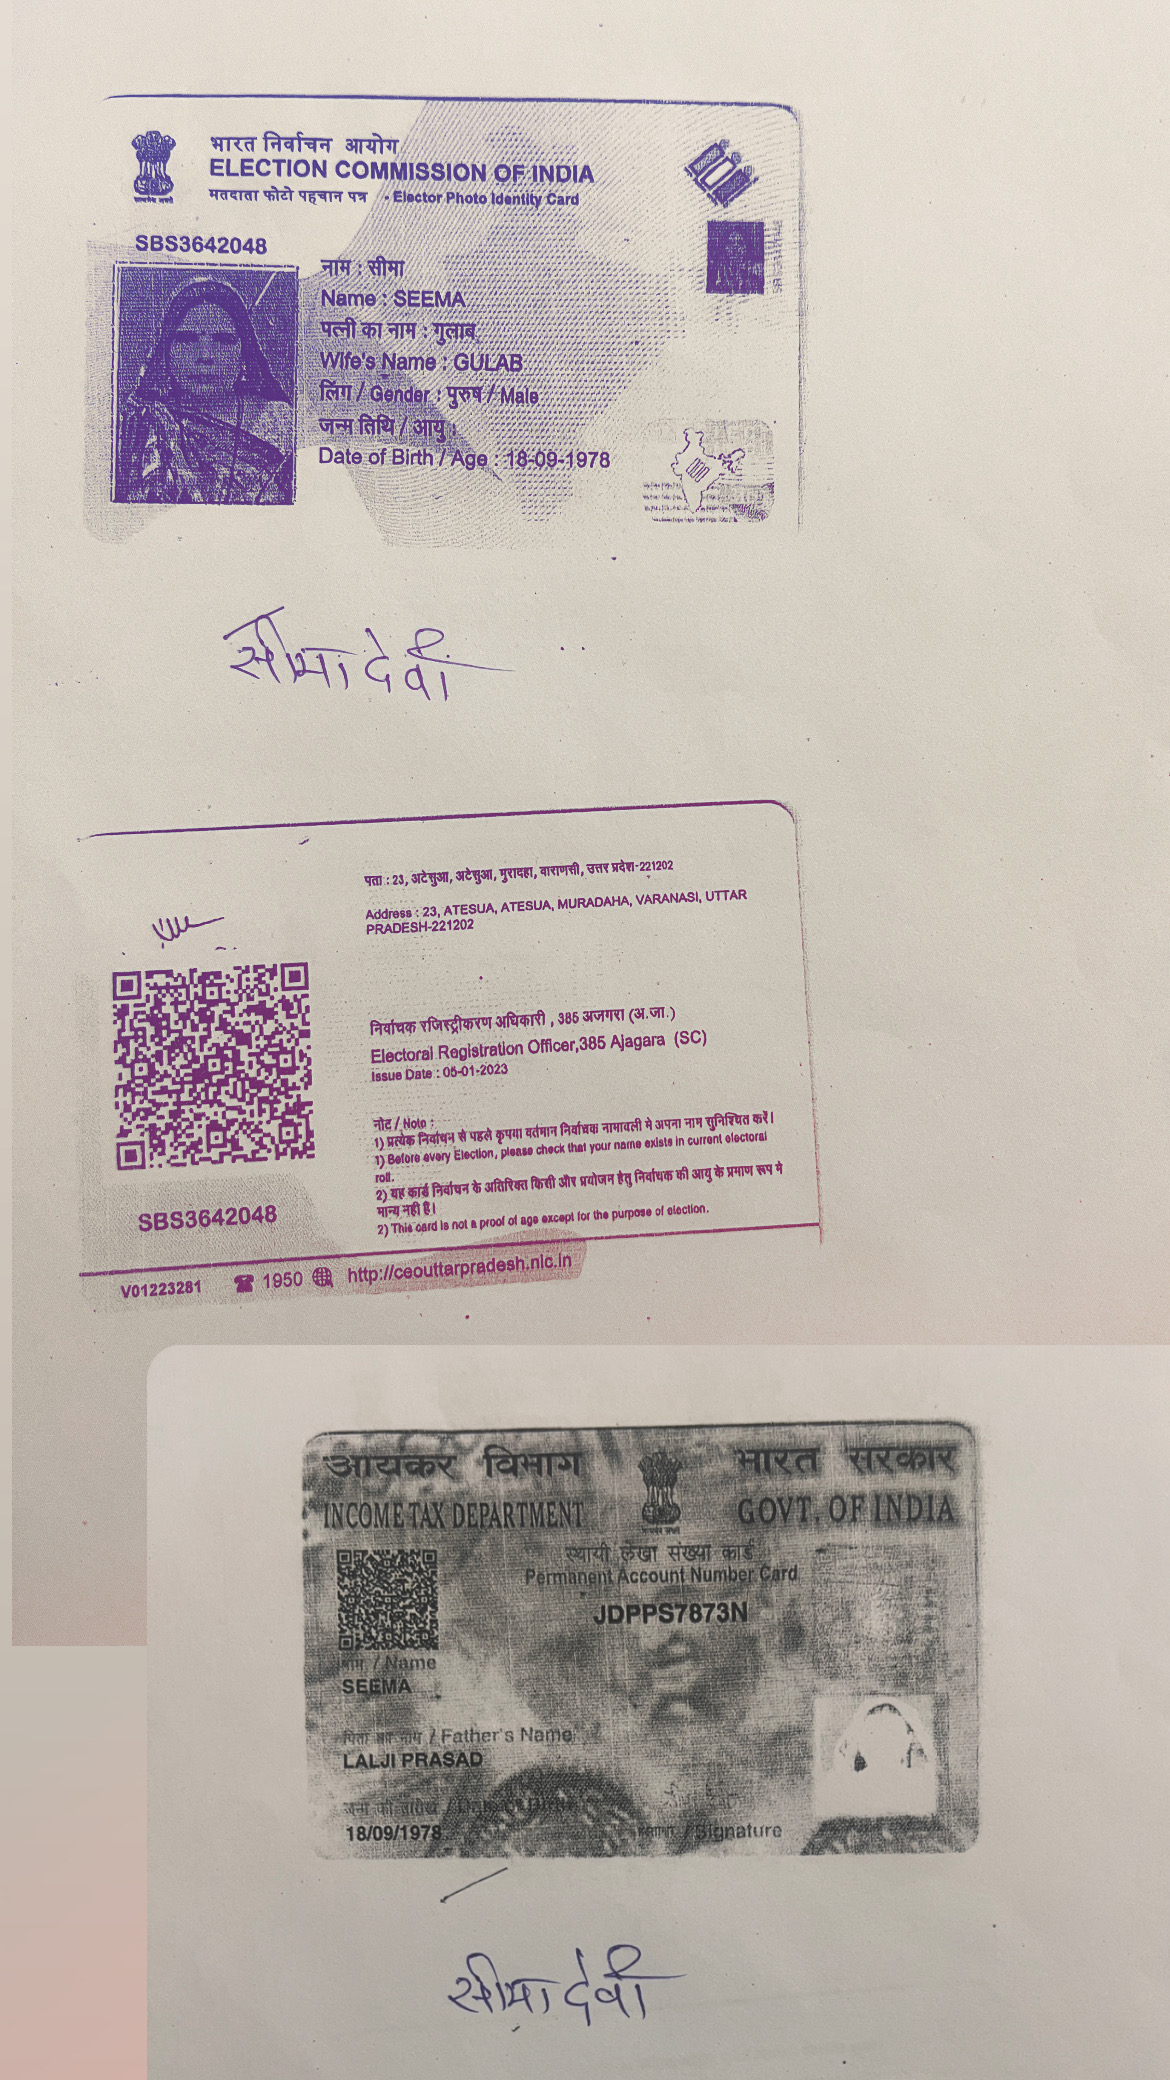 भारत निर्वाचन आयोग
ELECTION COMMISSION OF INDIA
मतदाता फोटो पहचान पत्र - Elector Photo Identity Card
SBS3642048
नाम : सीमा
Name : SEEMA
पत्नी का नाम : गुलाब
Wife's Name : GULAB
लिंग / Gender : पुरुष / Male
जन्म तिथि / आयु :
Date of Birth / Age : 18-09-1978
सीमा देवी
पता : 23, अटेसुआ, अटेसुआ, मुरादहा, वाराणसी, उत्तर प्रदेश-221202
Address : 23, ATESUA, ATESUA, MURADAHA, VARANASI, UTTAR
PRADESH-221202
निर्वाचक रजिस्ट्रीकरण अधिकारी , 385 अजगरा (अ.जा.)
Electoral Registration Officer,385 Ajagara (SC)
Issue Date : 05-01-2023
नोट / Note :
1) प्रत्येक निर्वाचन से पहले कृपया वर्तमान निर्वाचक नामावली मे अपना नाम सुनिश्चित करें।
1) Before every Election, please check that your name exists in current electoral
roll.
2) यह कार्ड निर्वाचन के अतिरिक्त किसी और प्रयोजन हेतु निर्वाचक की आयु के प्रमाण रूप मे
मान्य नही है।
2) This card is not a proof of age except for the purpose of election.
SBS3642048
V01223281 1950 http://ceouttarpradesh.nic.in
आयकर विभाग भारत सरकार
INCOME TAX DEPARTMENT GOVT. OF INDIA
स्थायी लेखा संख्या कार्ड
Permanent Account Number Card
JDPPS7873N
नाम / Name
SEEMA
पिता का नाम / Father's Name
LALJI PRASAD
जन्म की तारीख / Date of Birth
18/09/1978
/ Signature
सीमा देवी